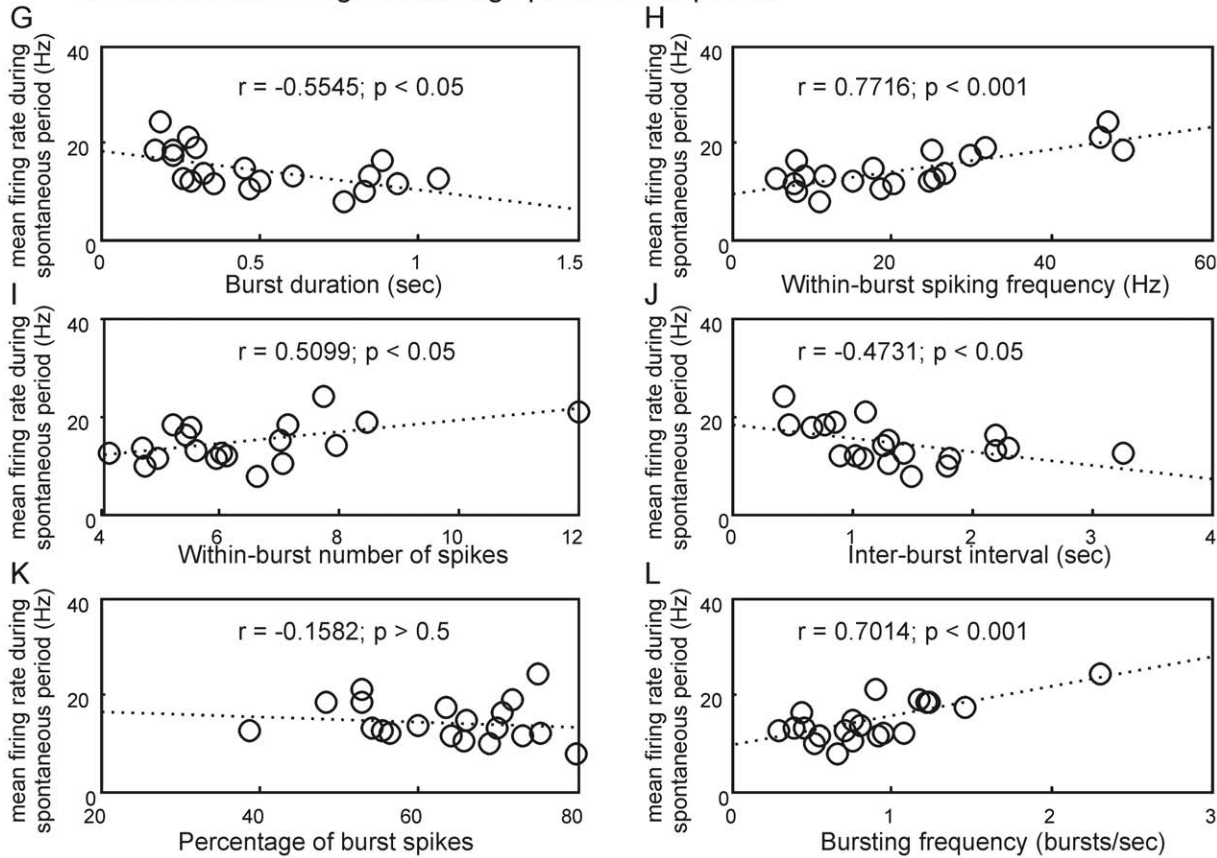 G
mean firing rate during
spontaneous period (Hz)
40
20
0
r = -0.5545; p < 0.05
0 0.5 1 1.5
Burst duration (sec)
H
mean firing rate during
spontaneous period (Hz)
40
20
0
r = 0.7716; p < 0.001
0 20 40 60
Within-burst spiking frequency (Hz)
I
mean firing rate during
spontaneous period (Hz)
40
20
0
r = 0.5099; p < 0.05
4 6 8 10 12
Within-burst number of spikes
J
mean firing rate during
spontaneous period (Hz)
40
20
0
r = -0.4731; p < 0.05
0 1 2 3 4
Inter-burst interval (sec)
K
mean firing rate during
spontaneous period (Hz)
40
20
0
r = -0.1582; p > 0.5
20 40 60 80
Percentage of burst spikes
L
mean firing rate during
spontaneous period (Hz)
40
20
0
r = 0.7014; p < 0.001
0 1 2 3
Bursting frequency (bursts/sec)